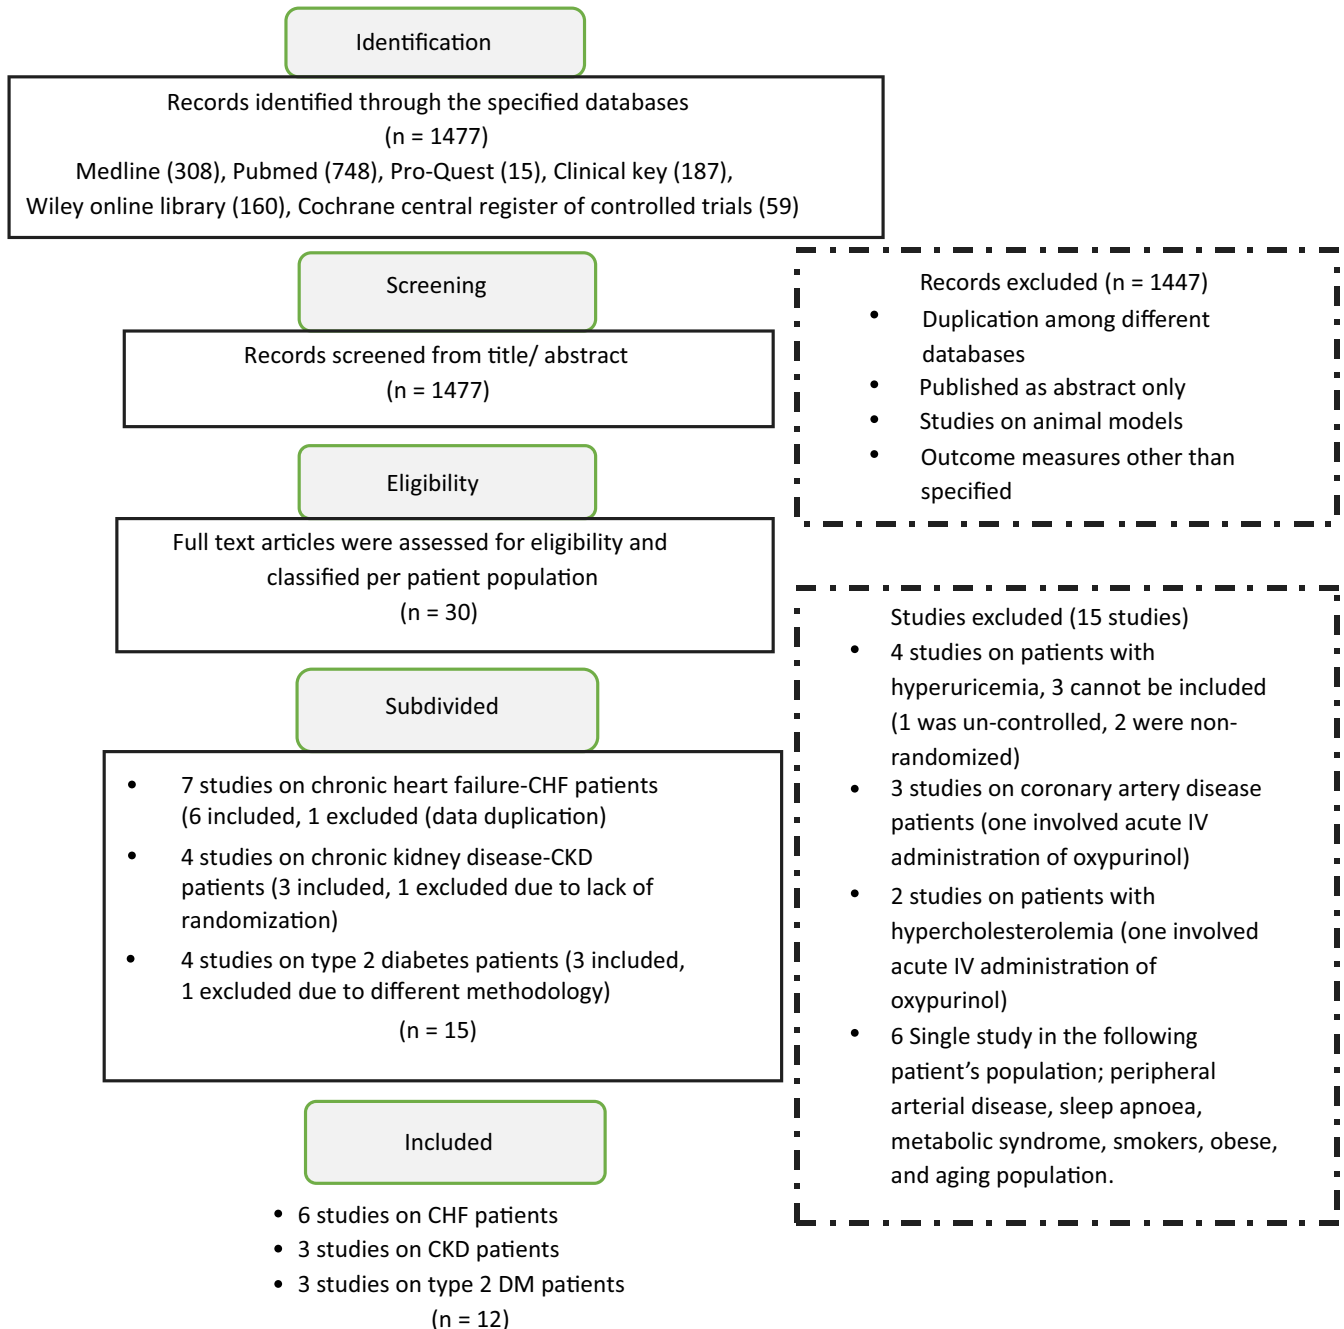 Identification
Records identified through the specified databases
(n = 1477)
Medline (308), Pubmed (748), Pro-Quest (15), Clinical key (187),
Wiley online library (160), Cochrane central register of controlled trials (59)
Screening
Records screened from title/ abstract
(n = 1477)
Records excluded (n = 1447)
• Duplication among different
databases
• Published as abstract only
• Studies on animal models
• Outcome measures other than
specified
Eligibility
Full text articles were assessed for eligibility and
classified per patient population
(n = 30)
Studies excluded (15 studies)
• 4 studies on patients with
hyperuricemia, 3 cannot be included
(1 was un-controlled, 2 were non-
randomized)
• 3 studies on coronary artery disease
patients (one involved acute IV
administration of oxypurinol)
• 2 studies on patients with
hypercholesterolemia (one involved
acute IV administration of
oxypurinol)
• 6 Single study in the following
patient’s population; peripheral
arterial disease, sleep apnoea,
metabolic syndrome, smokers, obese,
and aging population.
Subdivided
• 7 studies on chronic heart failure-CHF patients
(6 included, 1 excluded (data duplication)
• 4 studies on chronic kidney disease-CKD
patients (3 included, 1 excluded due to lack of
randomization)
• 4 studies on type 2 diabetes patients (3 included,
1 excluded due to different methodology)
(n = 15)
Included
• 6 studies on CHF patients
• 3 studies on CKD patients
• 3 studies on type 2 DM patients
(n = 12)